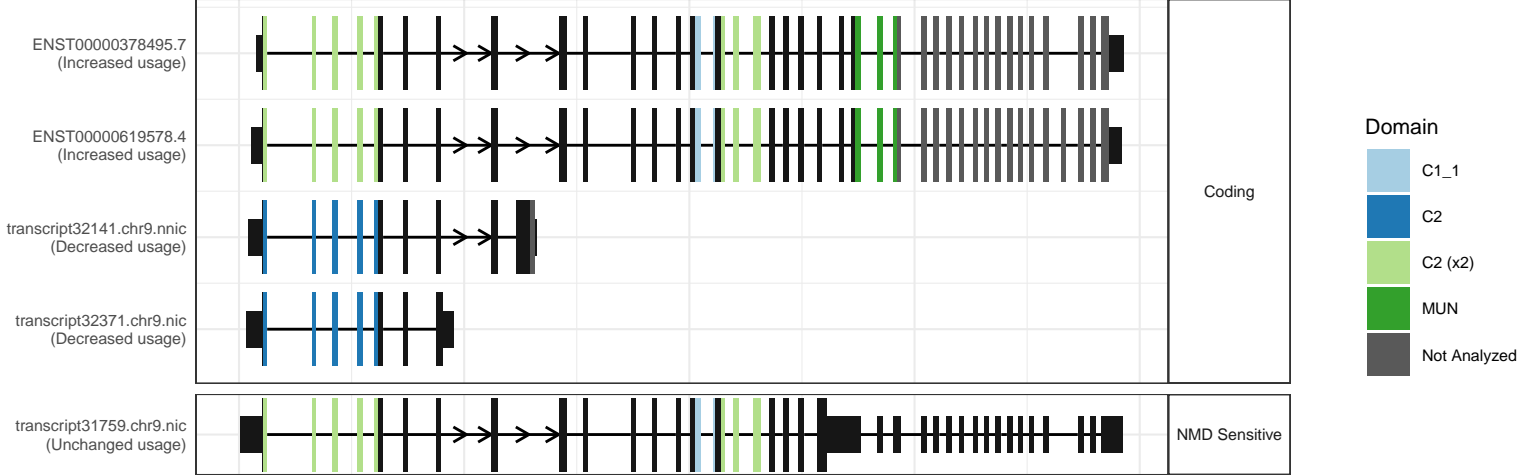 ENST00000378495.7
(Increased usage)
ENST00000619578.4
(Increased usage)
transcript32141.chr9.nnic
(Decreased usage)
transcript32371.chr9.nic
(Decreased usage)
transcript31759.chr9.nic
(Unchanged usage)
Coding
NMD Sensitive
Domain
C1_1
C2
C2 (x2)
MUN
Not Analyzed